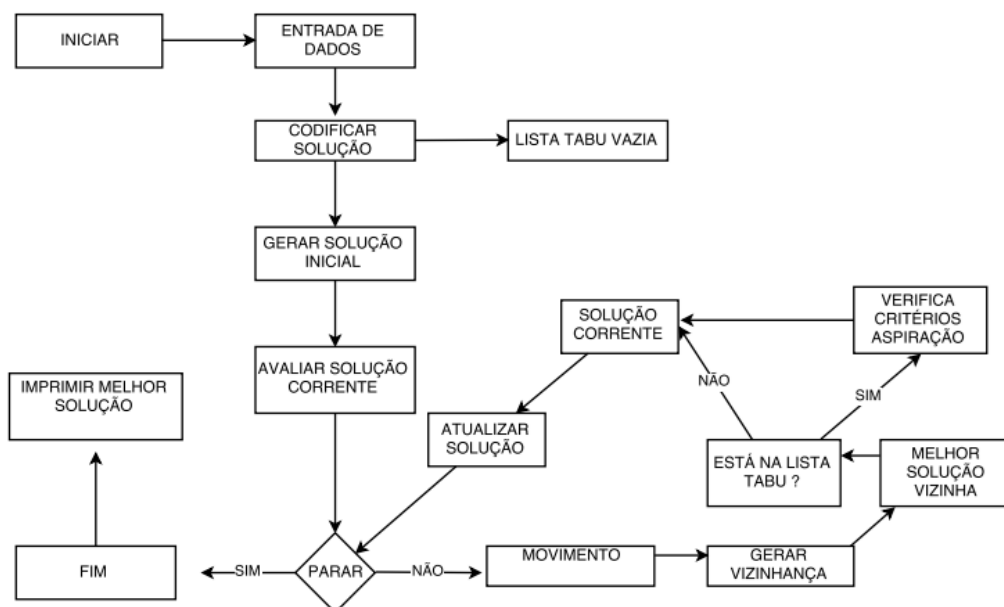 INICIAR
ENTRADA DE
DADOS
CODIFICAR
SOLUÇÃO
LISTA TABU VAZIA
GERAR SOLUÇÃO
INICIAL
SOLUÇÃO
CORRENTE
VERIFICA
CRITÉRIOS
ASPIRAÇÃO
AVALIAR SOLUÇÃO
CORRENTE
IMPRIMIR MELHOR
SOLUÇÃO
NÃO
SIM
ATUALIZAR
SOLUÇÃO
ESTÁ NA LISTA
TABU ?
MELHOR
SOLUÇÃO
VIZINHA
FIM
SIM
PARAR
NÃO
MOVIMENTO
GERAR
VIZINHANÇA